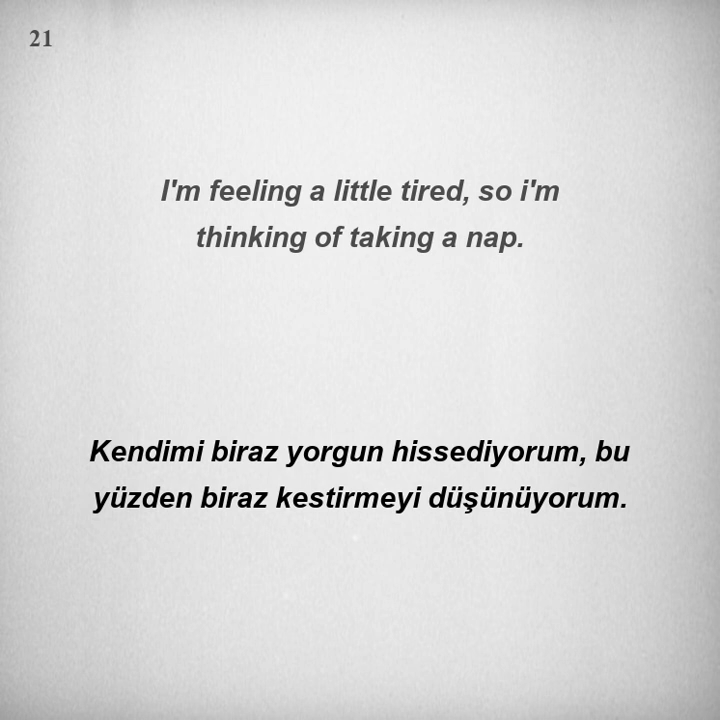 21
I'm feeling a little tired, so i'm
thinking of taking a nap.
Kendimi biraz yorgun hissediyorum, bu
yüzden biraz kestirmeyi düşünüyorum.